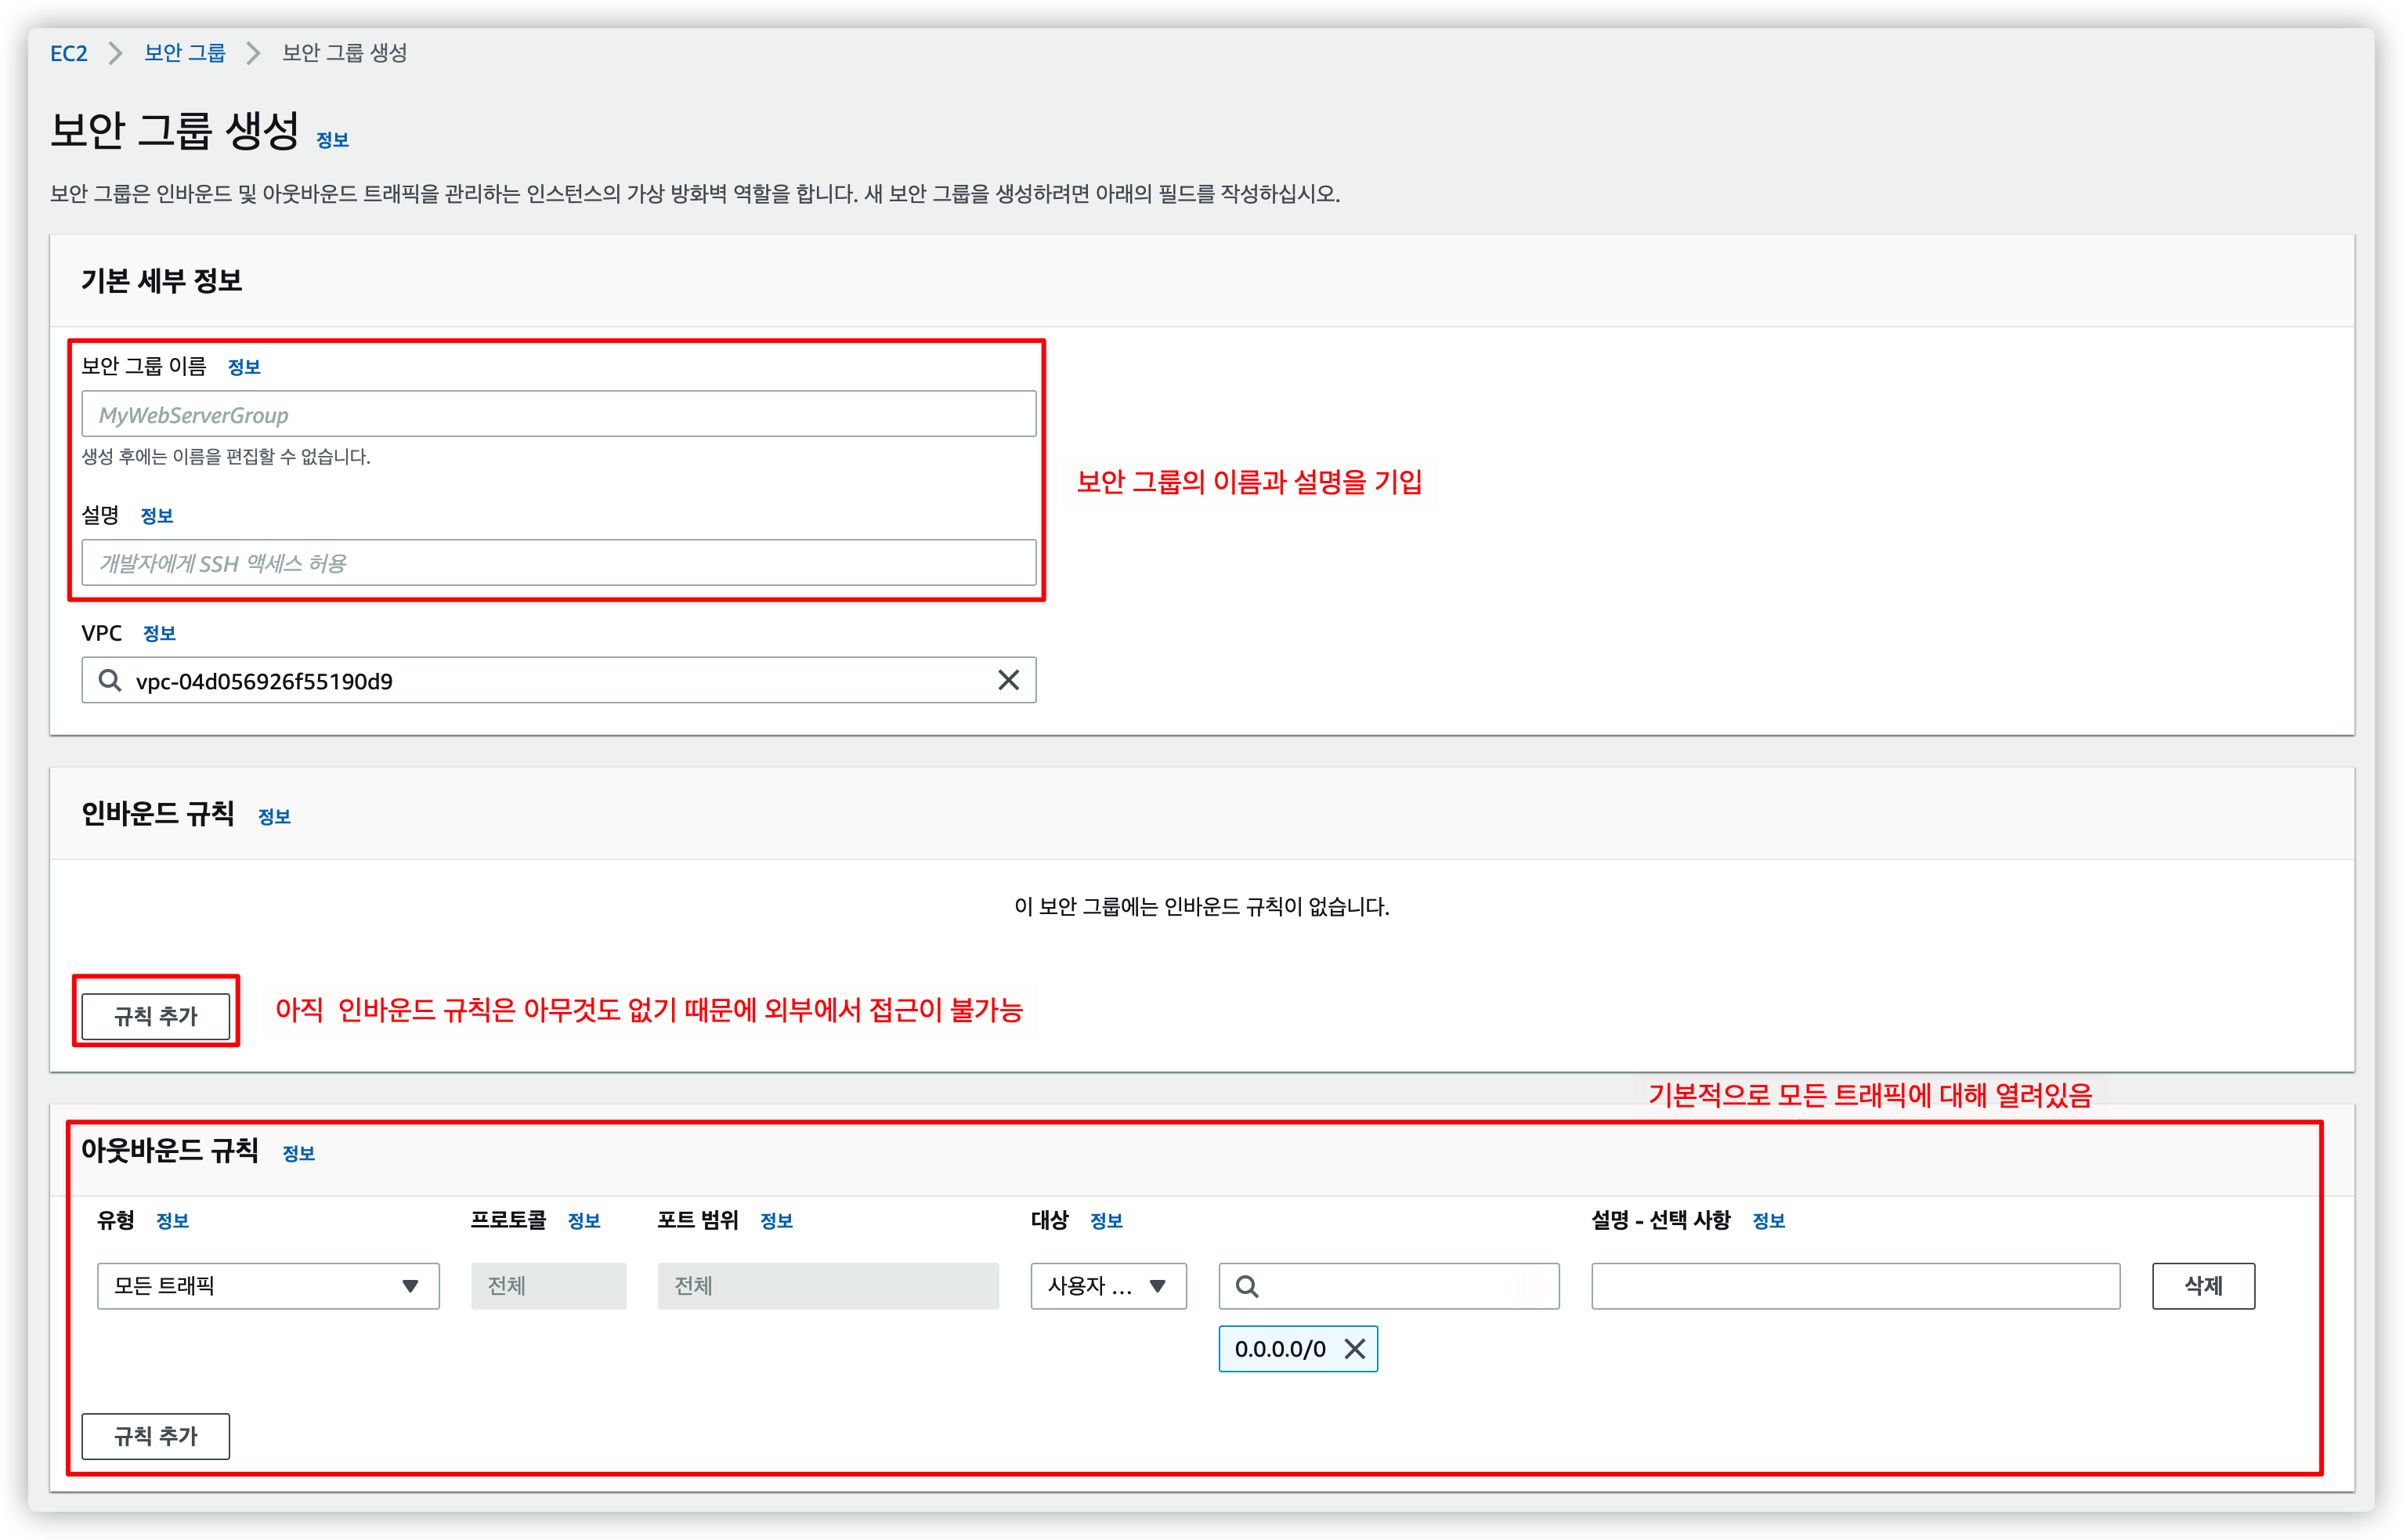 EC2 > 보안 그룹 > 보안 그룹 생성
보안 그룹 생성 정보
보안 그룹은 인바운드 및 아웃바운드 트래픽을 관리하는 인스턴스의 가상 방화벽 역할을 합니다. 새 보안 그룹을 생성하려면 아래의 필드를 작성하십시오.
기본 세부 정보
보안 그룹 이름 정보
MyWebServerGroup
생성 후에는 이름을 편집할 수 없습니다.
보안 그룹의 이름과 설명을 기입
설명 정보
개발자에게 SSH 액세스 허용
VPC 정보
vpc-04d056926f55190d9
인바운드 규칙 정보
이 보안 그룹에는 인바운드 규칙이 없습니다.
규칙 추가 아직 인바운드 규칙은 아무것도 없기 때문에 외부에서 접근이 불가능
기본적으로 모든 트래픽에 대해 열려있음
아웃바운드 규칙 정보
유형 정보 프로토콜 정보 포트 범위 정보 대상 정보 설명 - 선택 사항 정보
모든 트래픽 전체 전체 사용자 ... 삭제
0.0.0.0/0
규칙 추가